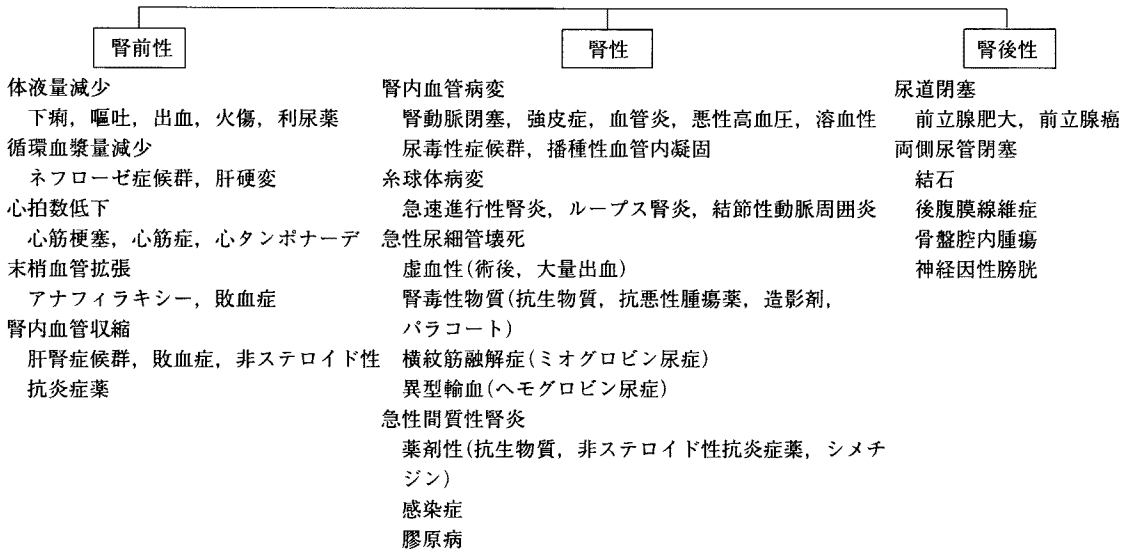 腎前性
体液量減少
下痢，嘔吐，出血，火傷，利尿薬
循環血漿量減少
ネフローゼ症候群，肝硬変
心拍数低下
心筋梗塞，心筋症，心タンポナーデ
末梢血管拡張
アナフィラキシー，敗血症
腎内血管収縮
肝腎症候群，敗血症，非ステロイド性
抗炎症薬
腎性
腎内血管病変
腎動脈閉塞，強皮症，血管炎，悪性高血圧，溶血性
尿毒性症候群，播種性血管内凝固
糸球体病変
急速進行性腎炎，ループス腎炎，結節性動脈周囲炎
急性尿細管壊死
虚血性(術後，大量出血)
腎毒性物質(抗生物質，抗悪性腫瘍薬，造影剤，
パラコート)
横紋筋融解症(ミオグロビン尿症)
異型輸血(ヘモグロビン尿症)
急性間質性腎炎
薬剤性(抗生物質，非ステロイド性抗炎症薬，シメチ
ジン)
感染症
膠原病
腎後性
尿道閉塞
前立腺肥大，前立腺癌
両側尿管閉塞
結石
後腹膜線維症
骨盤腔内腫瘍
神経因性膀胱